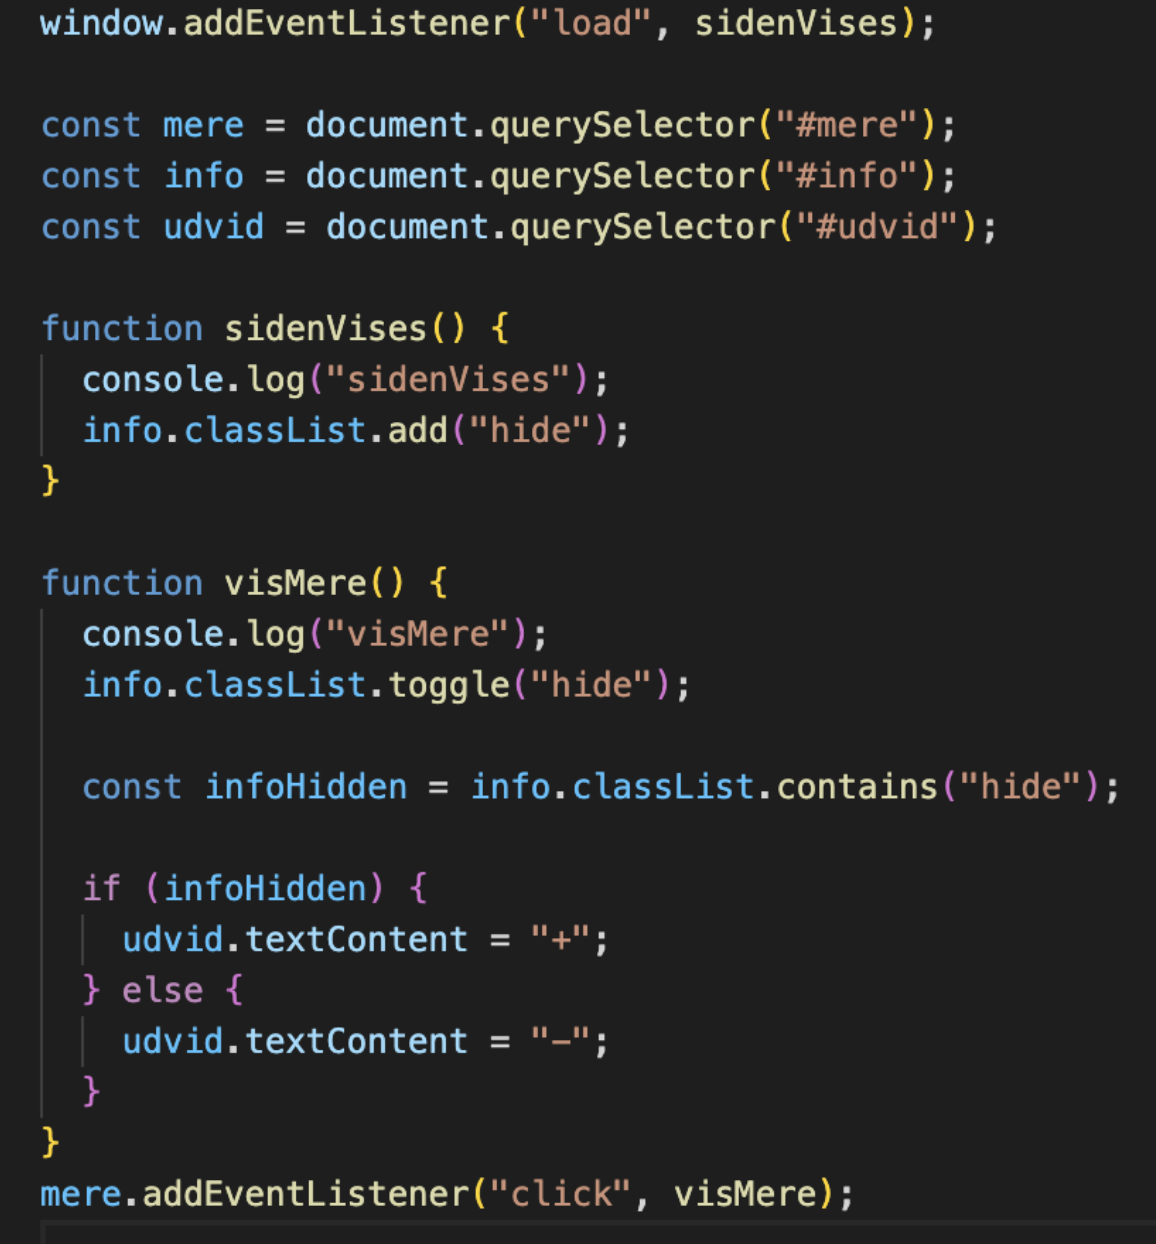 window.addEventListener("load", sidenVises);
const mere = document.querySelector("#mere");
const info = document.querySelector("#info");
const udvid = document.querySelector("#udvid");
function sidenVises() {
console.log("sidenVises");
info.classList.add("hide");
}
function visMere() {
console.log("visMere");
info.classList.toggle("hide");
const infoHidden = info.classList.contains("hide");
if (infoHidden) {
udvid.textContent = "+";
} else {
udvid.textContent = "–";
}
}
mere.addEventListener("click", visMere);